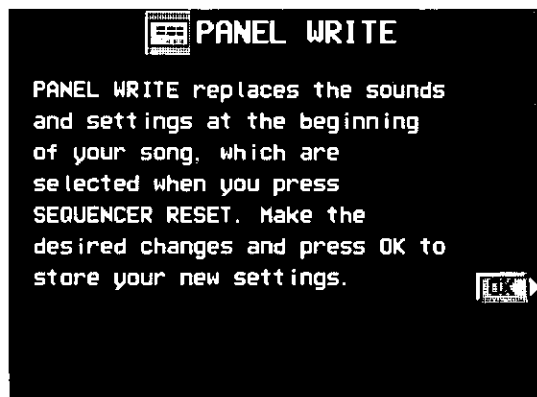 PANEL WRITE
PANEL WRITE replaces the sounds
and settings at the beginning
of your song, which are
selected when you press
SEQUENCER RESET. Make the
desired changes and press OK to
store your new settings.
OK